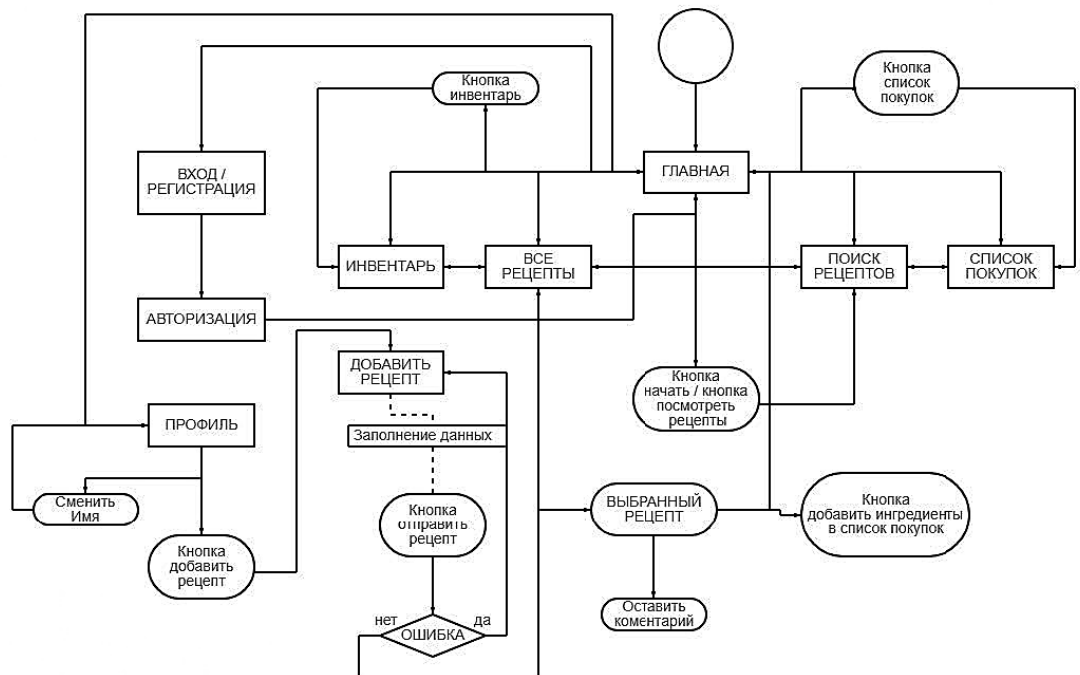 Кнопка
инвентарь
Кнопка
список
покупок
ВХОД /
РЕГИСТРАЦИЯ
ГЛАВНАЯ
ИНВЕНТАРЬ
ВСЕ
РЕЦЕПТЫ
ПОИСК
РЕЦЕПТОВ
СПИСОК
ПОКУПОК
АВТОРИЗАЦИЯ
ДОБАВИТЬ
РЕЦЕПТ
Кнопка
начать / кнопка
посмотреть
рецепты
ПРОФИЛЬ
Заполнение данных
Сменить
Имя
Кнопка
отправить
рецепт
ВЫБРАННЫЙ
РЕЦЕПТ
Кнопка
добавить ингредиенты
в список покупок
Кнопка
добавить
рецепт
Оставить
коментарий
нет
да
ОШИБКА